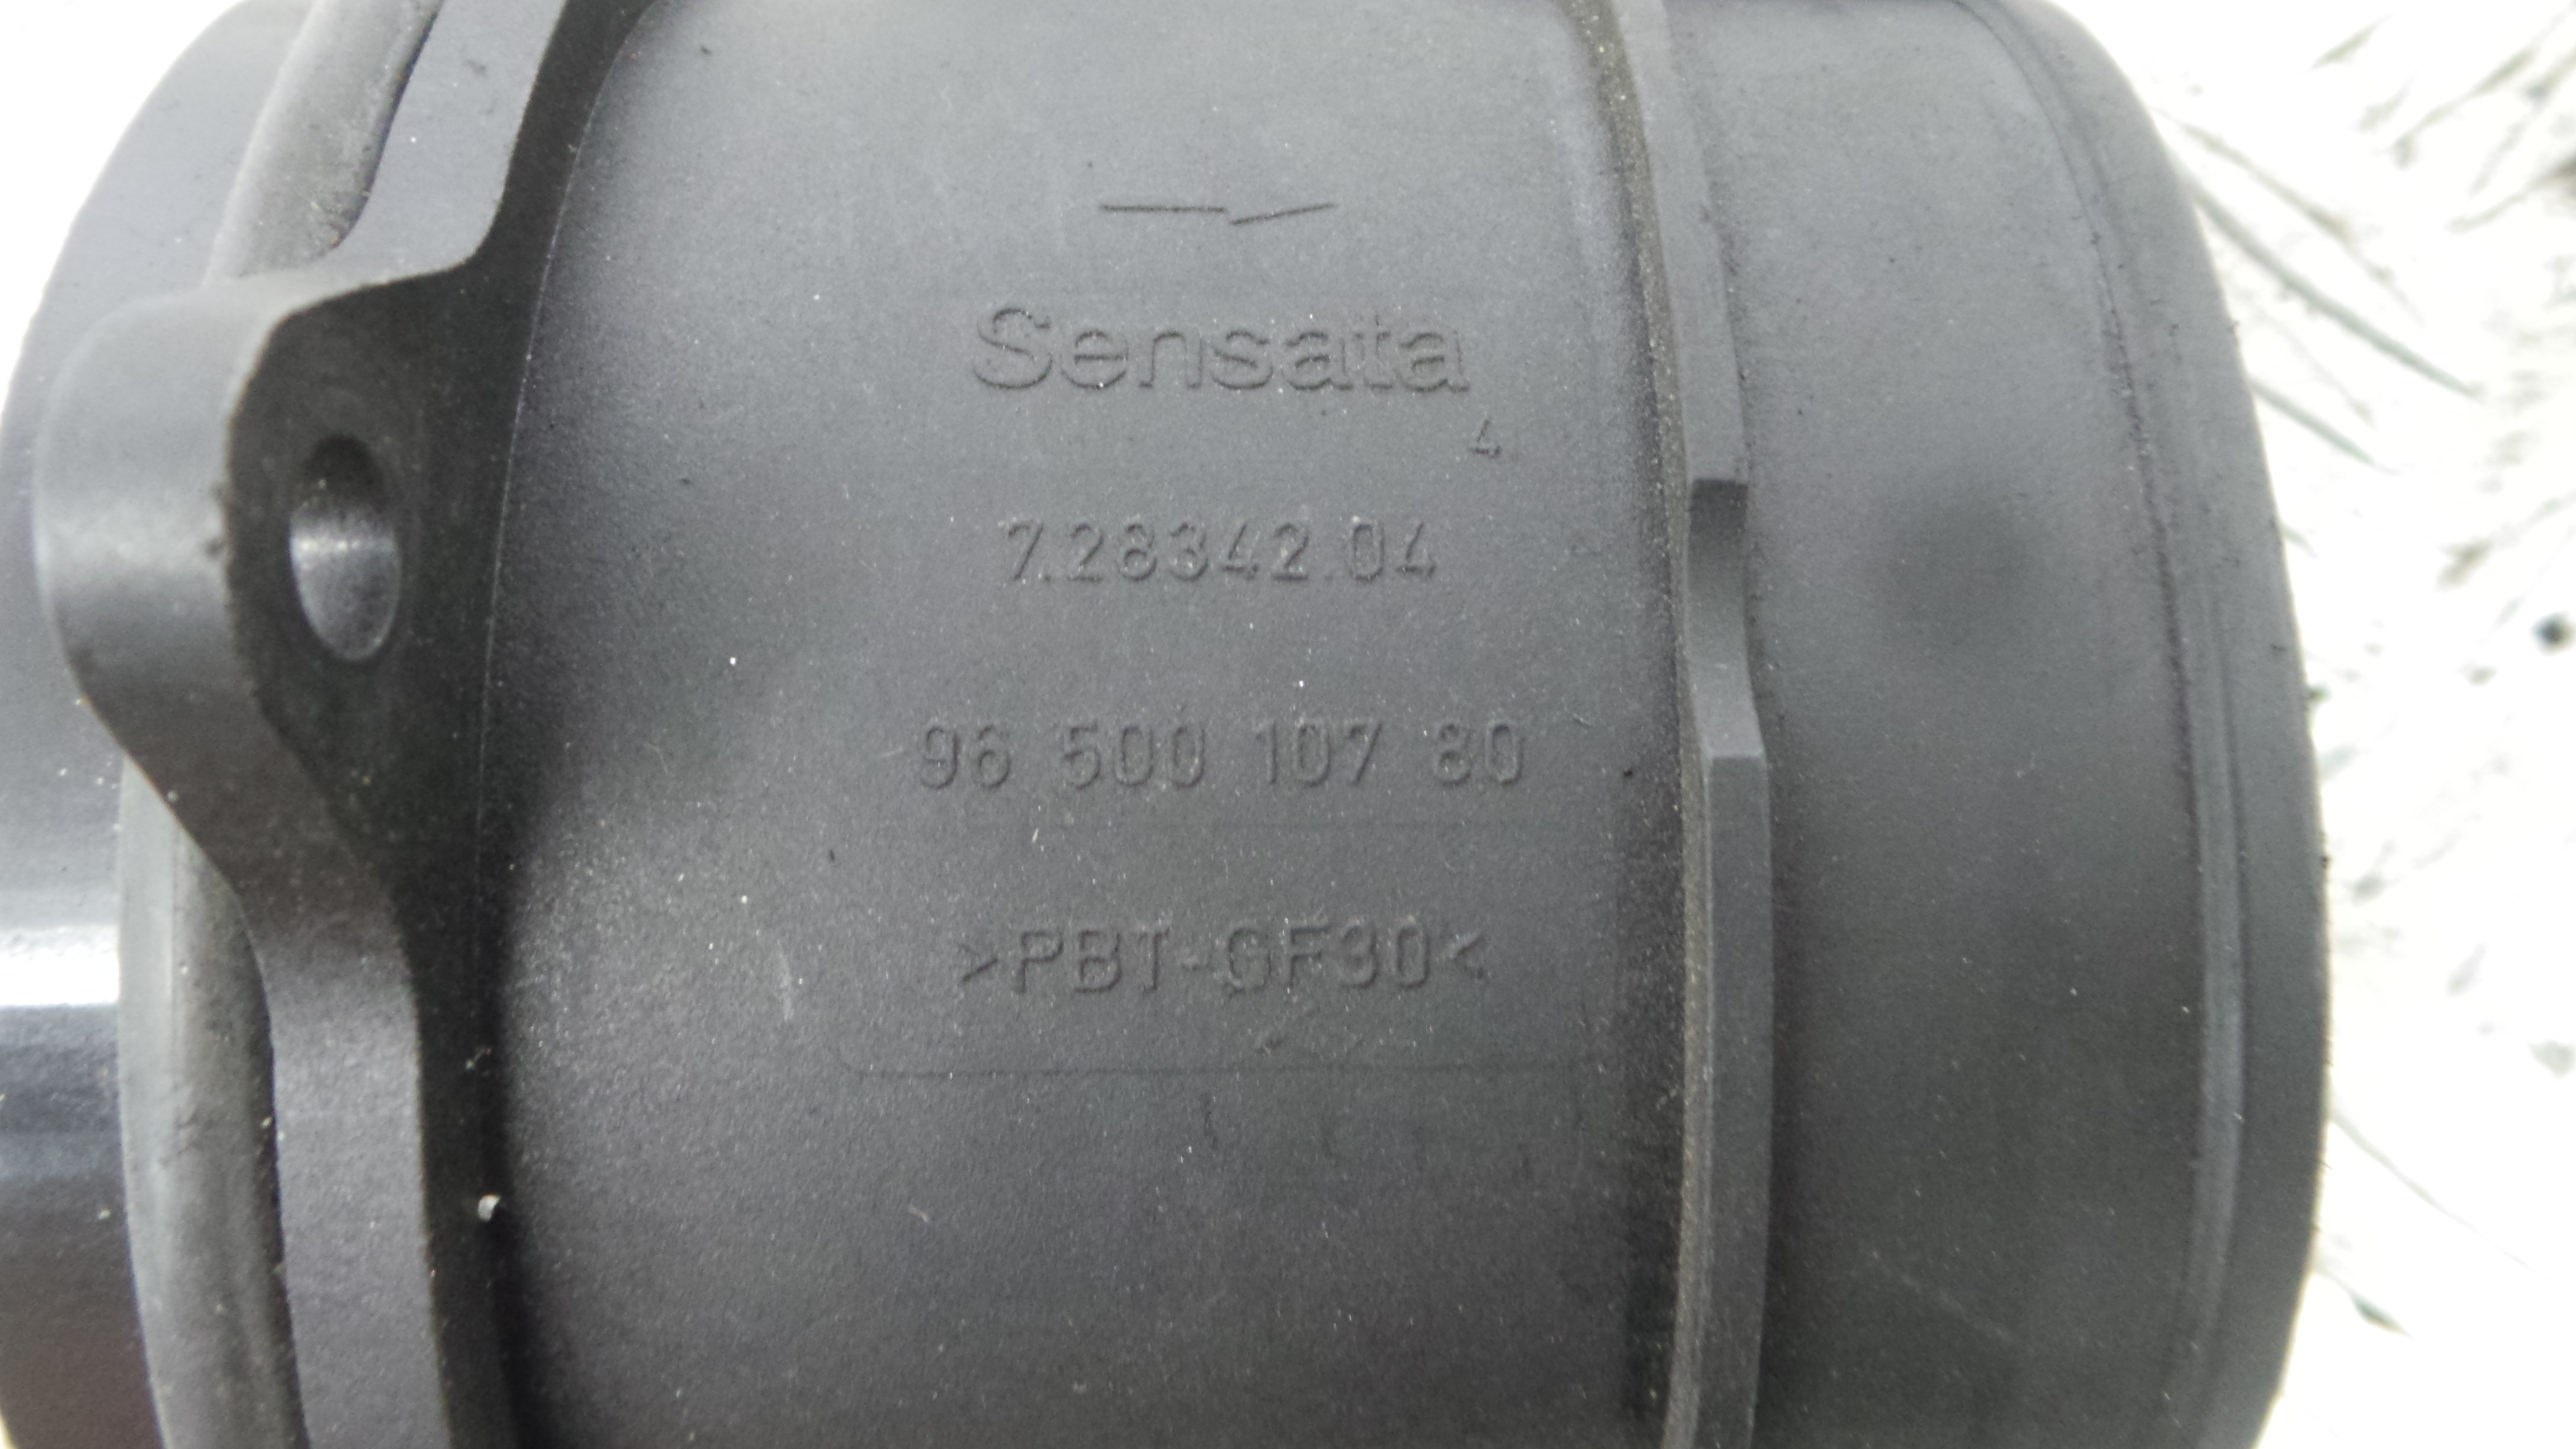 Sensata
4
7.28342.04
96 500 107 80
>PBT-GF30<